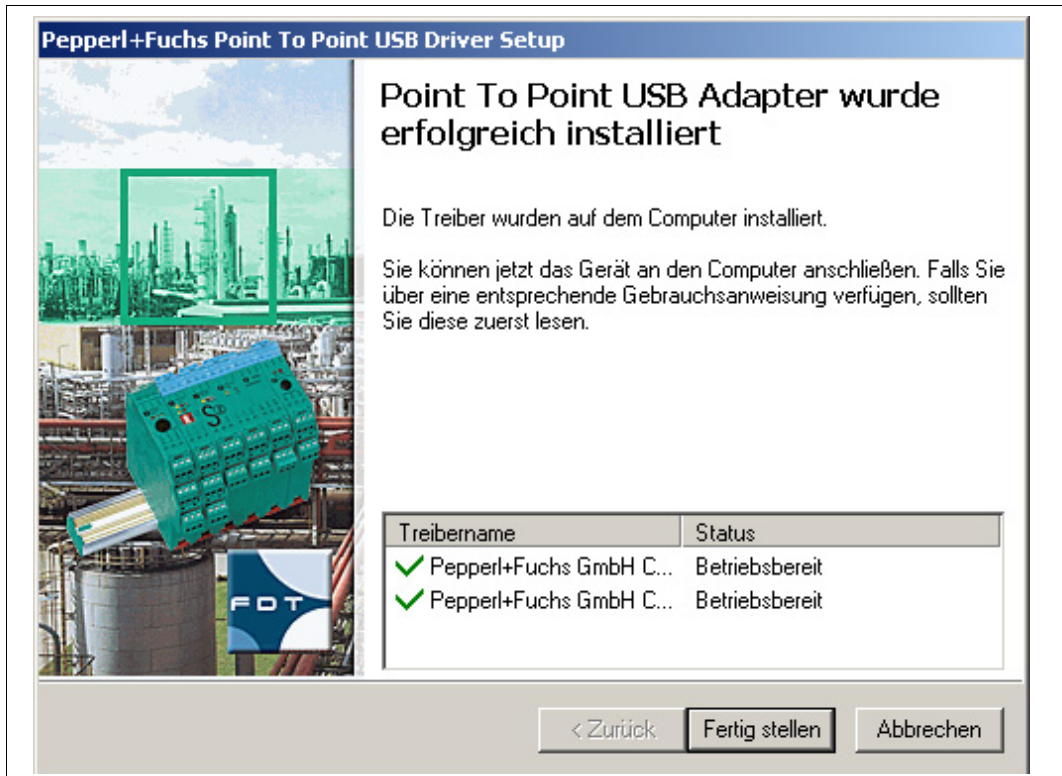 Pepperl+Fuchs Point To Point USB Driver Setup
Point To Point USB Adapter wurde
erfolgreich installiert
Die Treiber wurden auf dem Computer installiert.
Sie können jetzt das Gerät an den Computer anschließen. Falls Sie
über eine entsprechende Gebrauchsanweisung verfügen, sollten
Sie diese zuerst lesen.
Treibername Status
Pepperl+Fuchs GmbH C... Betriebsbereit
Pepperl+Fuchs GmbH C... Betriebsbereit
FDT
< Zurück Fertig stellen Abbrechen